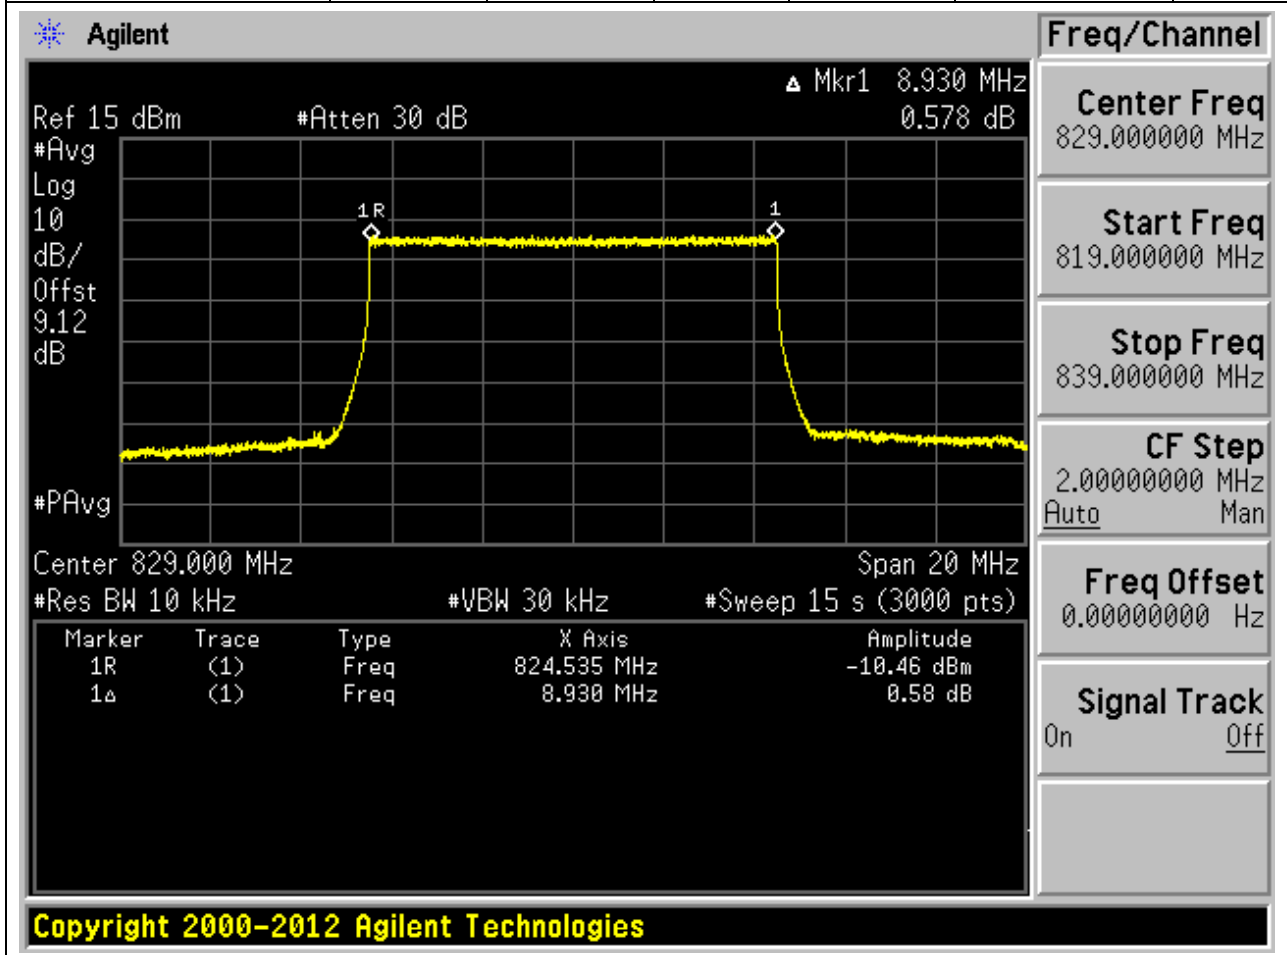 Agilent
Freq/Channel
Δ Mkr1 8.930 MHz
Ref 15 dBm #Atten 30 dB 0.578 dB
#Avg
Log
10
dB/
Offst
9.12
dB
1R 1
#PAvg
Center 829.000 MHz Span 20 MHz
#Res BW 10 kHz #VBW 30 kHz #Sweep 15 s (3000 pts)
Marker Trace Type X Axis Amplitude
1R (1) Freq 824.535 MHz -10.46 dBm
1Δ (1) Freq 8.930 MHz 0.58 dB
Center Freq
829.000000 MHz
Start Freq
819.000000 MHz
Stop Freq
839.000000 MHz
CF Step
2.00000000 MHz
Auto Man
Freq Offset
0.00000000 Hz
Signal Track
On Off
Copyright 2000-2012 Agilent Technologies